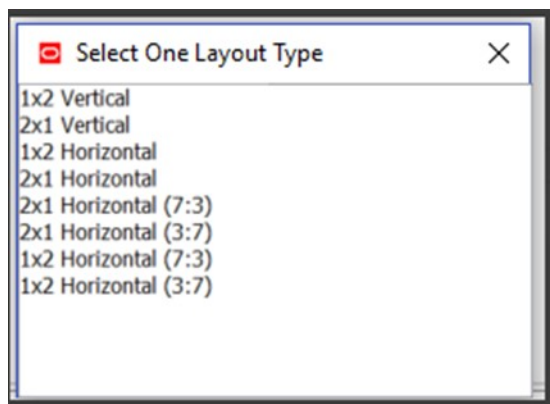 Select One Layout Type
1x2 Vertical
2x1 Vertical
1x2 Horizontal
2x1 Horizontal
2x1 Horizontal (7:3)
2x1 Horizontal (3:7)
1x2 Horizontal (7:3)
1x2 Horizontal (3:7)